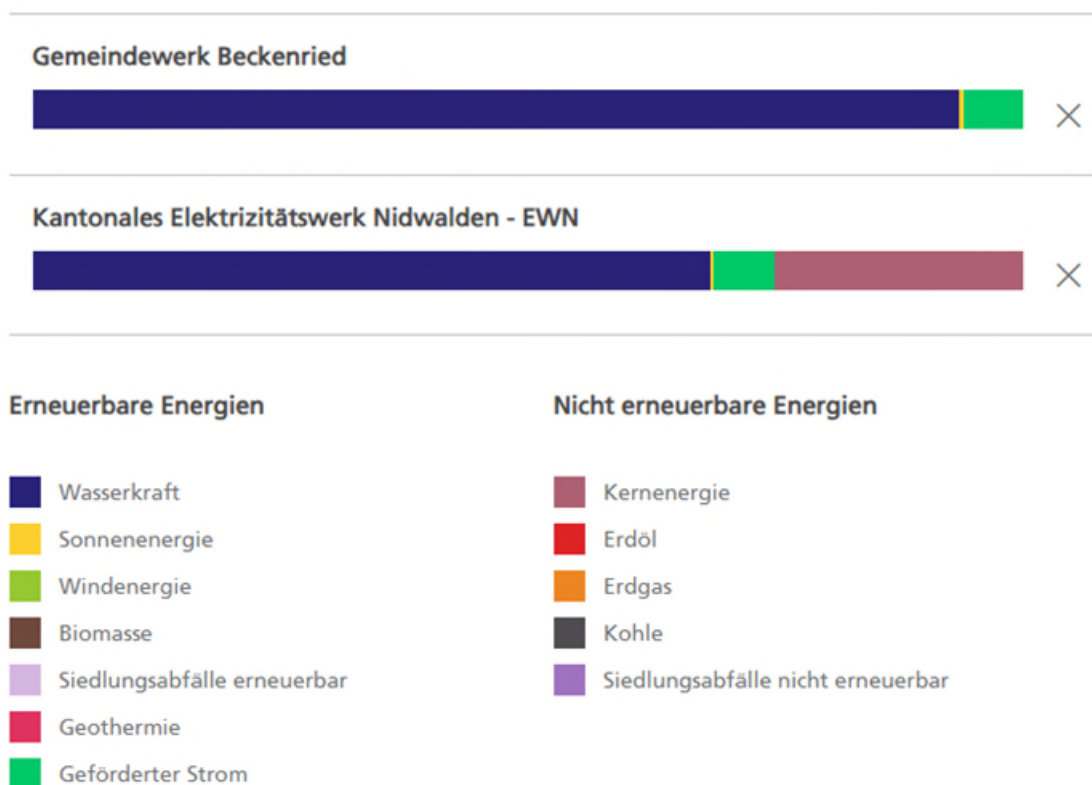 Gemeindewerk Beckenried
Kantonales Elektrizitätswerk Nidwalden - EWN
Erneuerbare Energien
Wasserkraft
Sonnenenergie
Windenergie
Biomasse
Siedlungsabfälle erneuerbar
Geothermie
Geförderter Strom
Nicht erneuerbare Energien
Kernenergie
Erdöl
Erdgas
Kohle
Siedlungsabfälle nicht erneuerbar